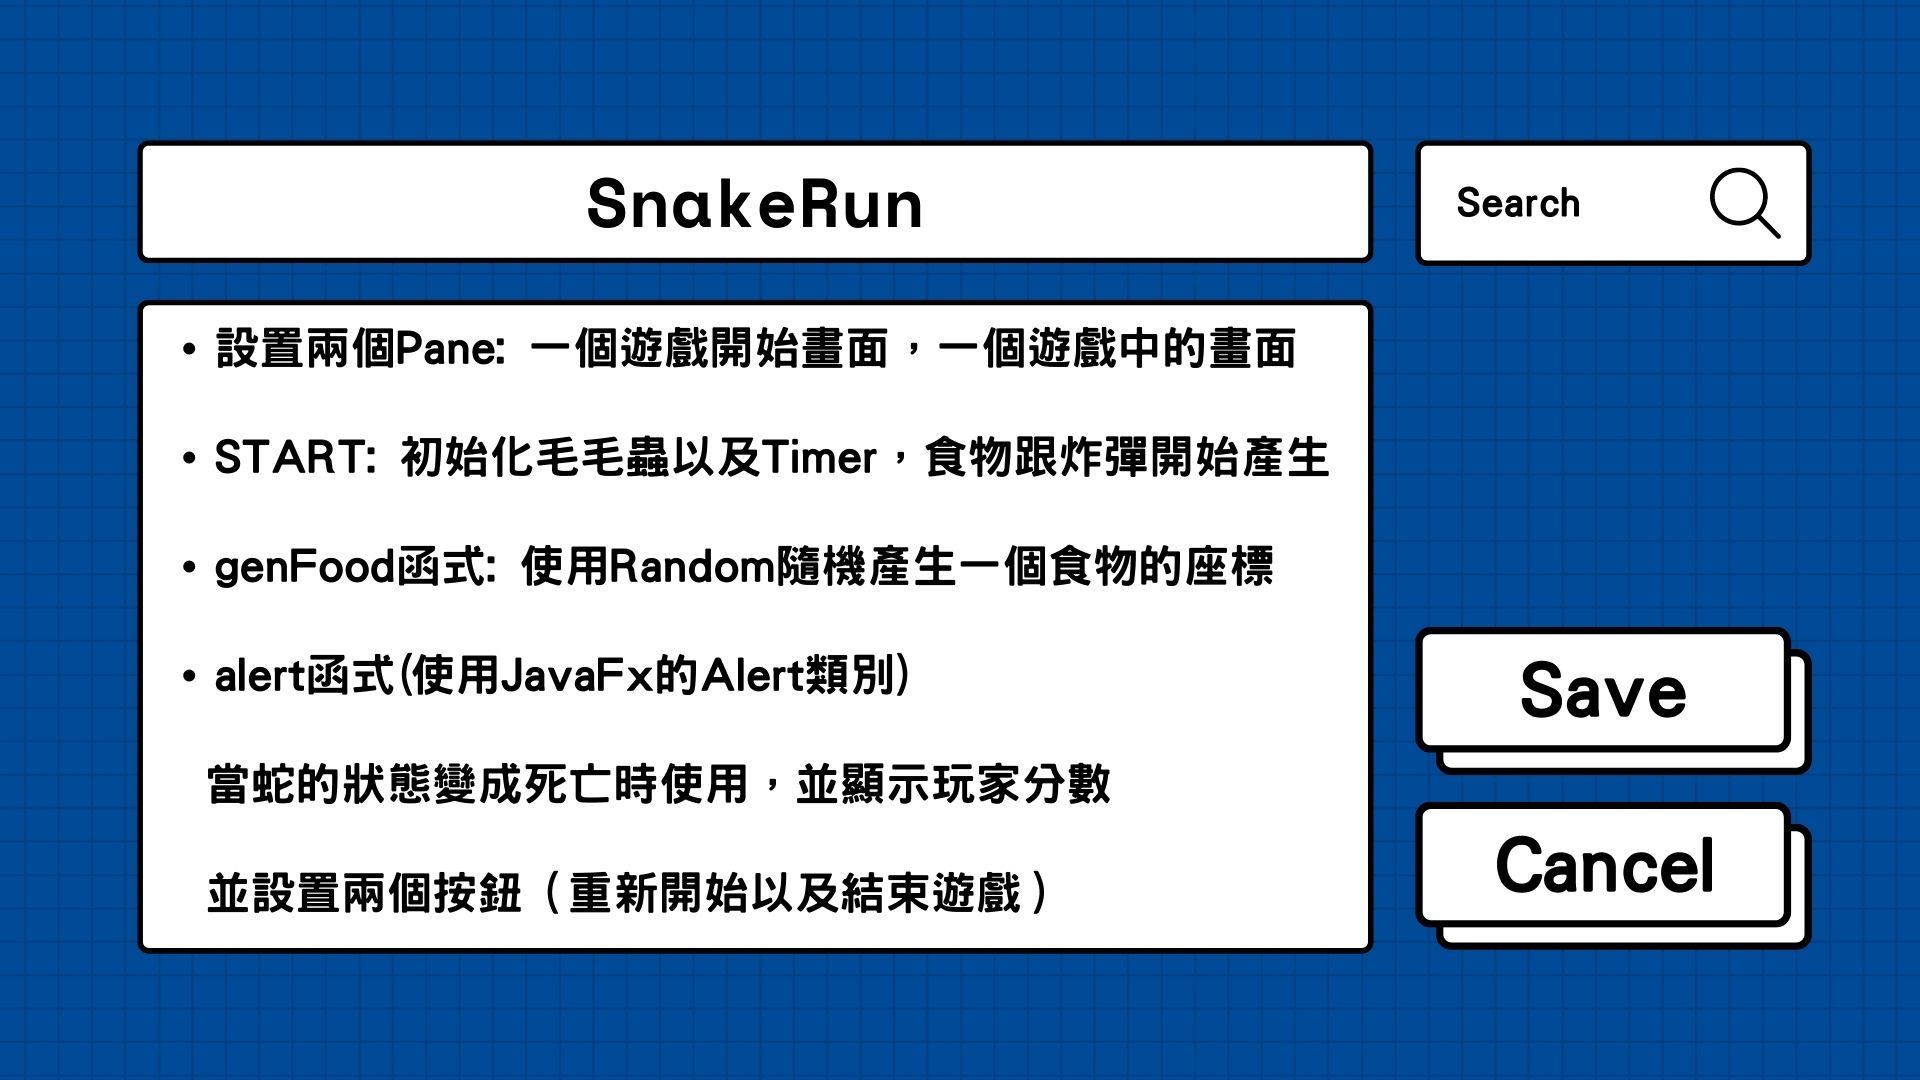 SnakeRun
Search
• 設置兩個Pane: 一個遊戲開始畫面，一個遊戲中的畫面
• START: 初始化毛毛蟲以及Timer，食物跟炸彈開始產生
• genFood函式: 使用Random隨機產生一個食物的座標
• alert函式(使用JavaFx的Alert類別)
當蛇的狀態變成死亡時使用，並顯示玩家分數
並設置兩個按鈕（重新開始以及結束遊戲）
Save
Cancel